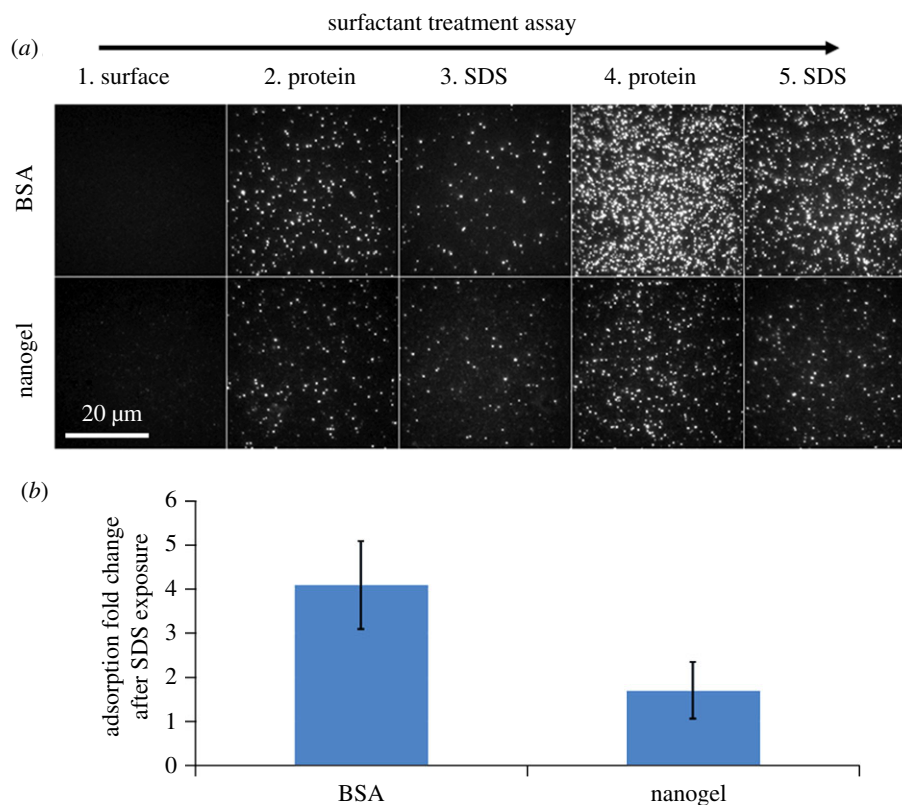 surfactant treatment assay
(a)
1. surface 2. protein 3. SDS 4. protein 5. SDS
BSA
nanogel
20 µm
(b)
adsorption fold change
after SDS exposure
6
5
4
3
2
1
0
BSA nanogel